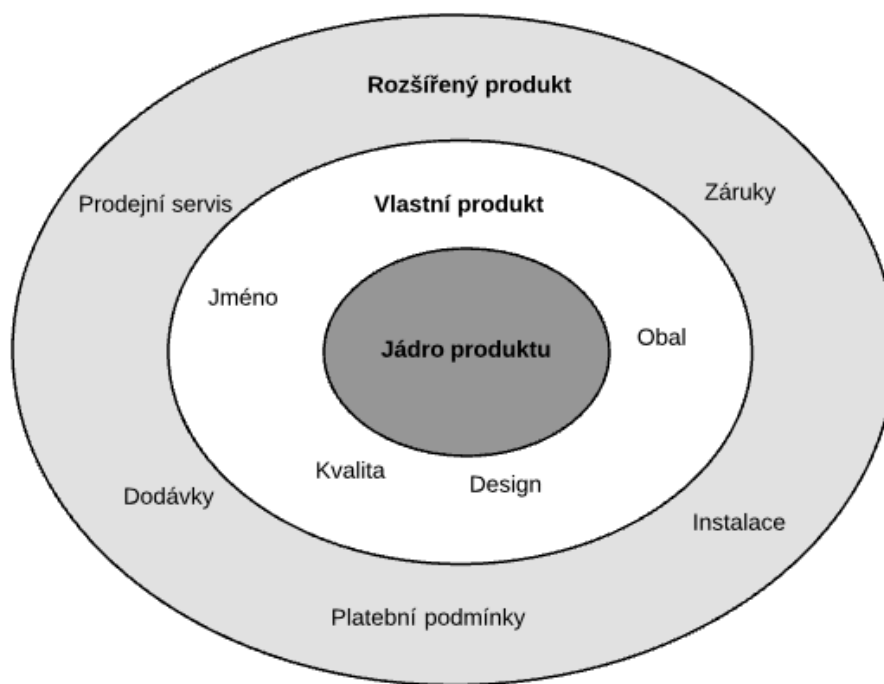 Rozšířený produkt
Záruky
Prodejní servis
Vlastní produkt
Jméno
Obal
Jádro produktu
Kvalita
Design
Dodávky
Instalace
Platební podmínky